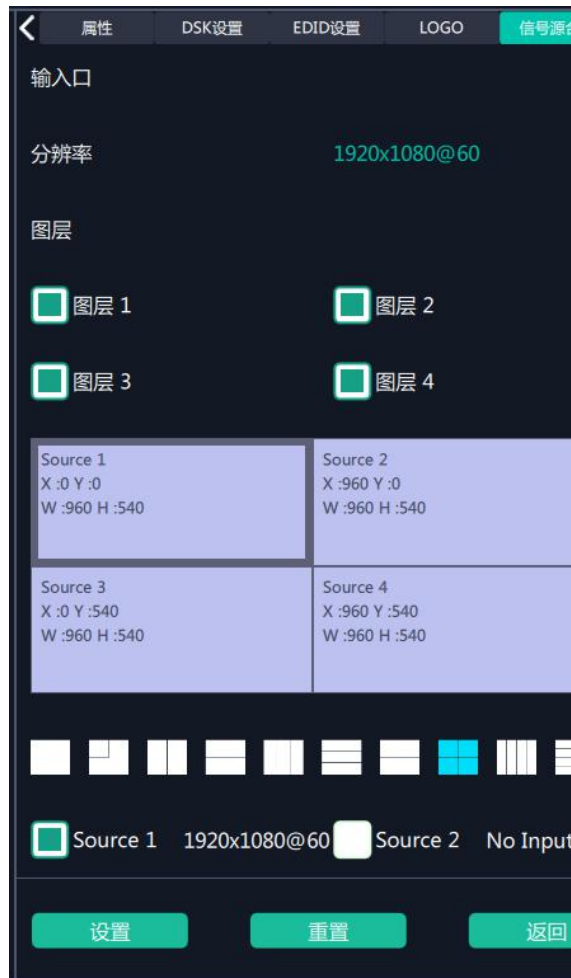 属性 DSK设置 EDID设置 LOGO 信号源
输入口
分辨率 1920x1080@60
图层
图层 1 图层 2
图层 3 图层 4
Source 1 Source 2
X :0 Y :0 X :960 Y :0
W :960 H :540 W :960 H :540
Source 3 Source 4
X :0 Y :540 X :960 Y :540
W :960 H :540 W :960 H :540
Source 1 1920x1080@60 Source 2 No Input
设置 重置 返回